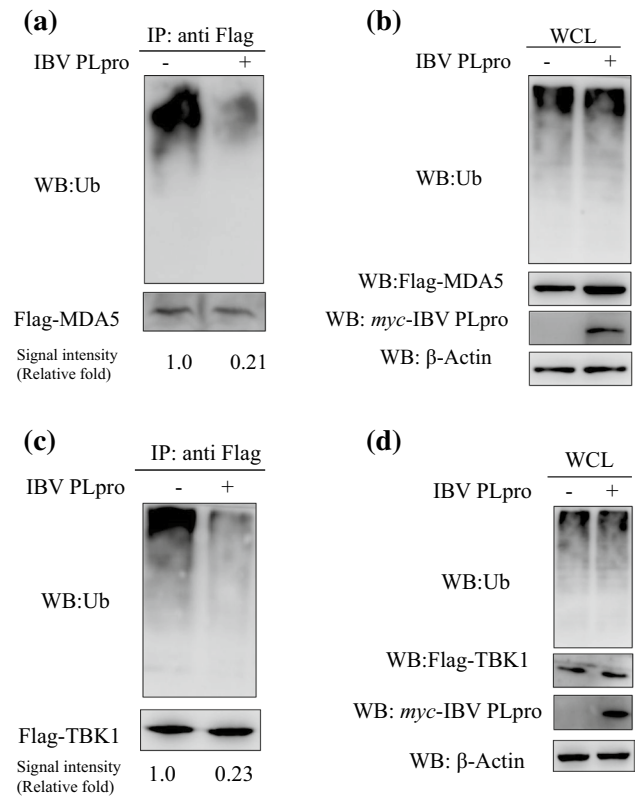 (a)
IP: anti Flag
IBV PLpro - +
WB:Ub
Flag-MDA5
Signal intensity
(Relative fold) 1.0 0.21
(b)
WCL
IBV PLpro - +
WB:Ub
WB:Flag-MDA5
WB: myc-IBV PLpro
WB: β-Actin
(c)
IP: anti Flag
IBV PLpro - +
WB:Ub
Flag-TBK1
Signal intensity
(Relative fold) 1.0 0.23
(d)
WCL
IBV PLpro - +
WB:Ub
WB:Flag-TBK1
WB: myc-IBV PLpro
WB: β-Actin